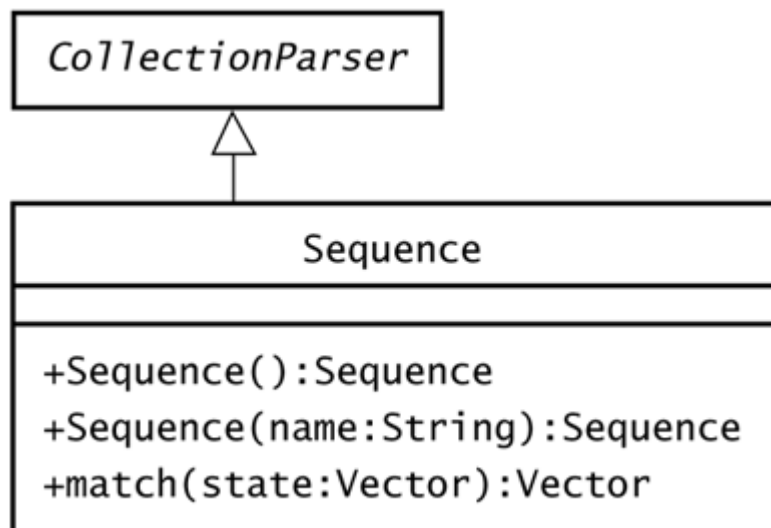 CollectionParser
Sequence
+Sequence():Sequence
+Sequence(name:String):Sequence
+match(state:Vector):Vector